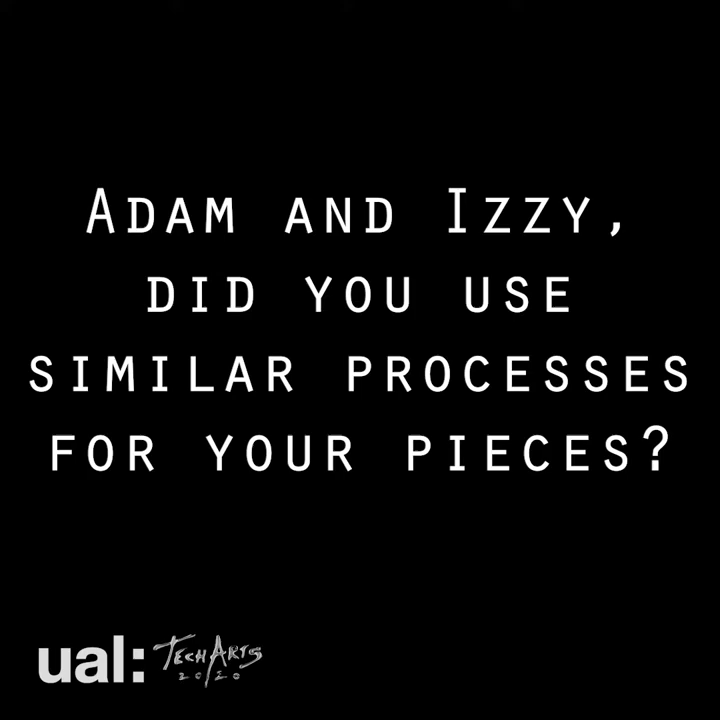 Adam and Izzy,
did you use
similar processes
for your pieces?
ual: TechArts
2020